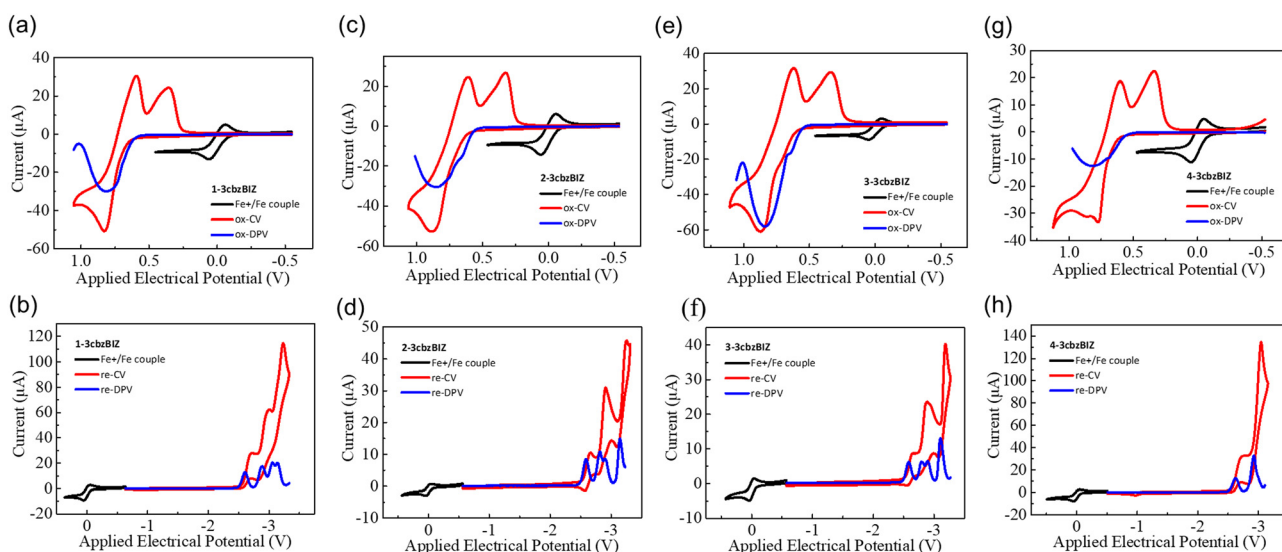 (a)
Current (μA)
40
20
0
-20
-40
-60
1-3cbzBIZ
Fe+/Fe couple
ox-CV
ox-DPV
1.0 0.5 0.0 -0.5
Applied Electrical Potential (V)
(c)
Current (μA)
40
20
0
-20
-40
-60
2-3cbzBIZ
Fe+/Fe couple
ox-CV
ox-DPV
1.0 0.5 0.0 -0.5
Applied Electrical Potential (V)
(e)
Current (μA)
40
20
0
-20
-40
-60
3-3cbzBIZ
Fe+/Fe couple
ox-CV
ox-DPV
1.0 0.5 0.0 -0.5
Applied Electrical Potential (V)
(g)
Current (μA)
30
20
10
0
-10
-20
-30
-40
4-3cbzBIZ
Fe+/Fe couple
ox-CV
ox-DPV
1.0 0.5 0.0 -0.5
Applied Electrical Potential (V)
(b)
Current (μA)
120
100
80
60
40
20
0
-20
1-3cbzBIZ
Fe+/Fe couple
re-CV
re-DPV
0 -1 -2 -3
Applied Electrical Potential (V)
(d)
Current (μA)
50
40
30
20
10
0
-10
2-3cbzBIZ
Fe+/Fe couple
re-CV
re-DPV
0 -1 -2 -3
Applied Electrical Potential (V)
(f)
Current (μA)
40
30
20
10
0
-10
3-3cbzBIZ
Fe+/Fe couple
re-CV
re-DPV
0 -1 -2 -3
Applied Electrical Potential (V)
(h)
Current (μA)
140
120
100
80
60
40
20
0
-20
4-3cbzBIZ
Fe+/Fe couple
re-CV
re-DPV
0 -1 -2 -3
Applied Electrical Potential (V)